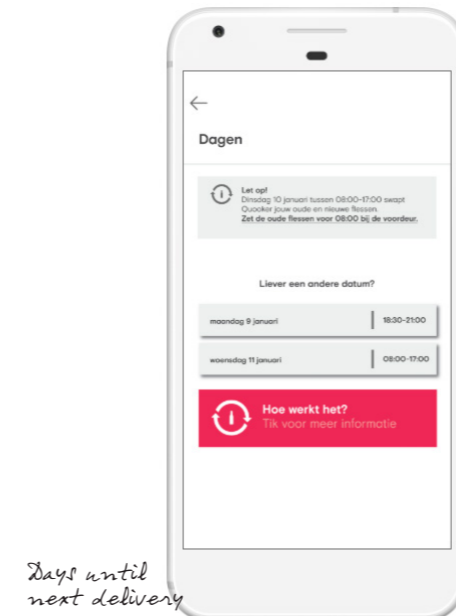 Dagen
Let op!
Dinsdag 10 januari tussen 08:00-17:00 swapt
Quooker jouw oude en nieuwe flessen.
Zet de oude flessen voor 08:00 bij de voordeur.
Liever een andere datum?
maandag 9 januari 18:30-21:00
woensdag 11 januari 08:00-17:00
Hoe werkt het?
Tik voor meer informatie
Days until
next delivery